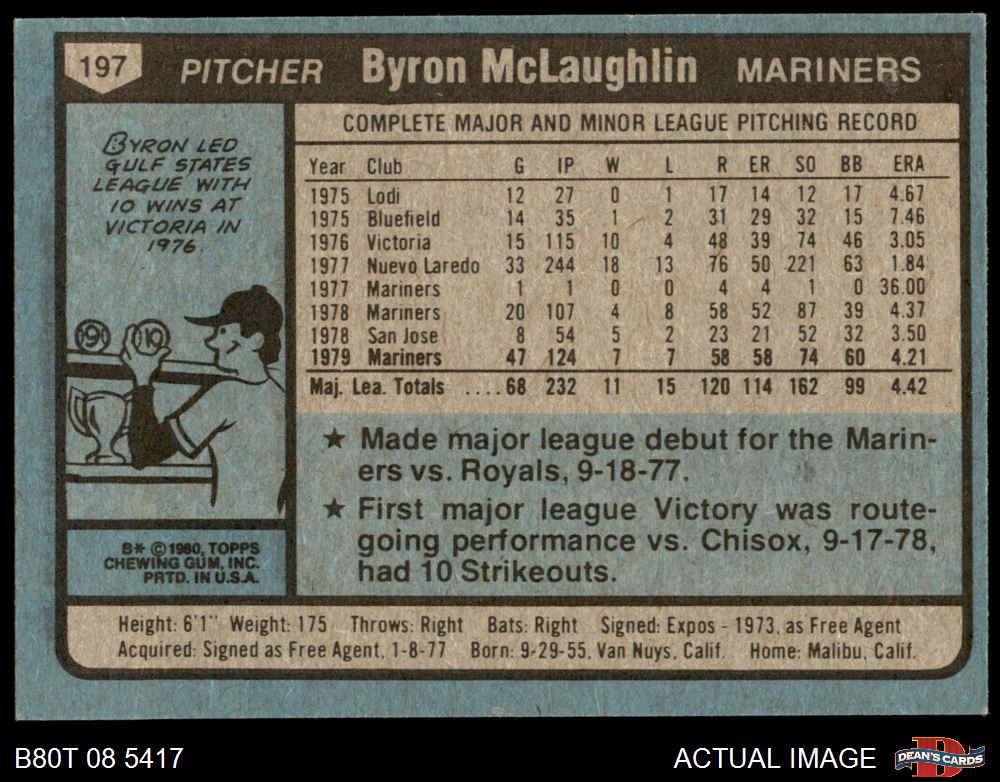 197 PITCHER Byron McLaughlin MARINERS
BYRON LED
GULF STATES
LEAGUE WITH
10 WINS AT
VICTORIA IN
1976.
COMPLETE MAJOR AND MINOR LEAGUE PITCHING RECORD
Year Club G IP W L R ER SO BB ERA
1975 Lodi 12 27 0 1 17 14 12 17 4.67
1975 Bluefield 14 35 1 2 31 29 32 15 7.46
1976 Victoria 15 115 10 4 48 39 74 46 3.05
1977 Nuevo Laredo 33 244 18 13 76 50 221 63 1.84
1977 Mariners 1 1 0 0 4 4 1 0 36.00
1978 Mariners 20 107 4 8 58 52 87 39 4.37
1978 San Jose 8 54 5 2 23 21 52 32 3.50
1979 Mariners 47 124 7 7 58 58 74 60 4.21
Maj. Lea. Totals ....68 232 11 15 120 114 162 99 4.42
9 10
★ Made major league debut for the Marin-
ers vs. Royals, 9-18-77.
★ First major league Victory was route-
going performance vs. Chisox, 9-17-78,
had 10 Strikeouts.
B* © 1980, TOPPS
CHEWING GUM, INC.
PRTD. IN U.S.A.
Height: 6'1" Weight: 175 Throws: Right Bats: Right Signed: Expos - 1973, as Free Agent
Acquired: Signed as Free Agent, 1-8-77 Born: 9-29-55, Van Nuys, Calif. Home: Malibu, Calif.
B80T 08 5417
ACTUAL IMAGE
D
DEAN'S CARDS